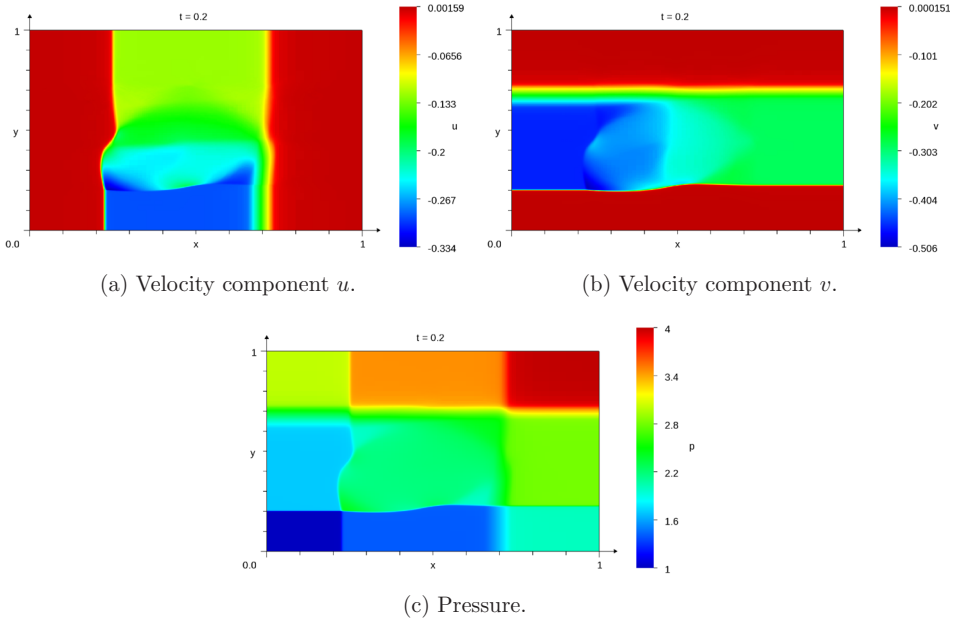 t = 0.2
1
y
0.0
x
1
0.00159
-0.0656
-0.133
u
-0.2
-0.267
-0.334
(a) Velocity component u.
t = 0.2
1
y
0.0
x
1
0.000151
-0.101
-0.202
v
-0.303
-0.404
-0.506
(b) Velocity component v.
t = 0.2
1
y
0.0
x
1
4
3.4
2.8
p
2.2
1.6
1
(c) Pressure.